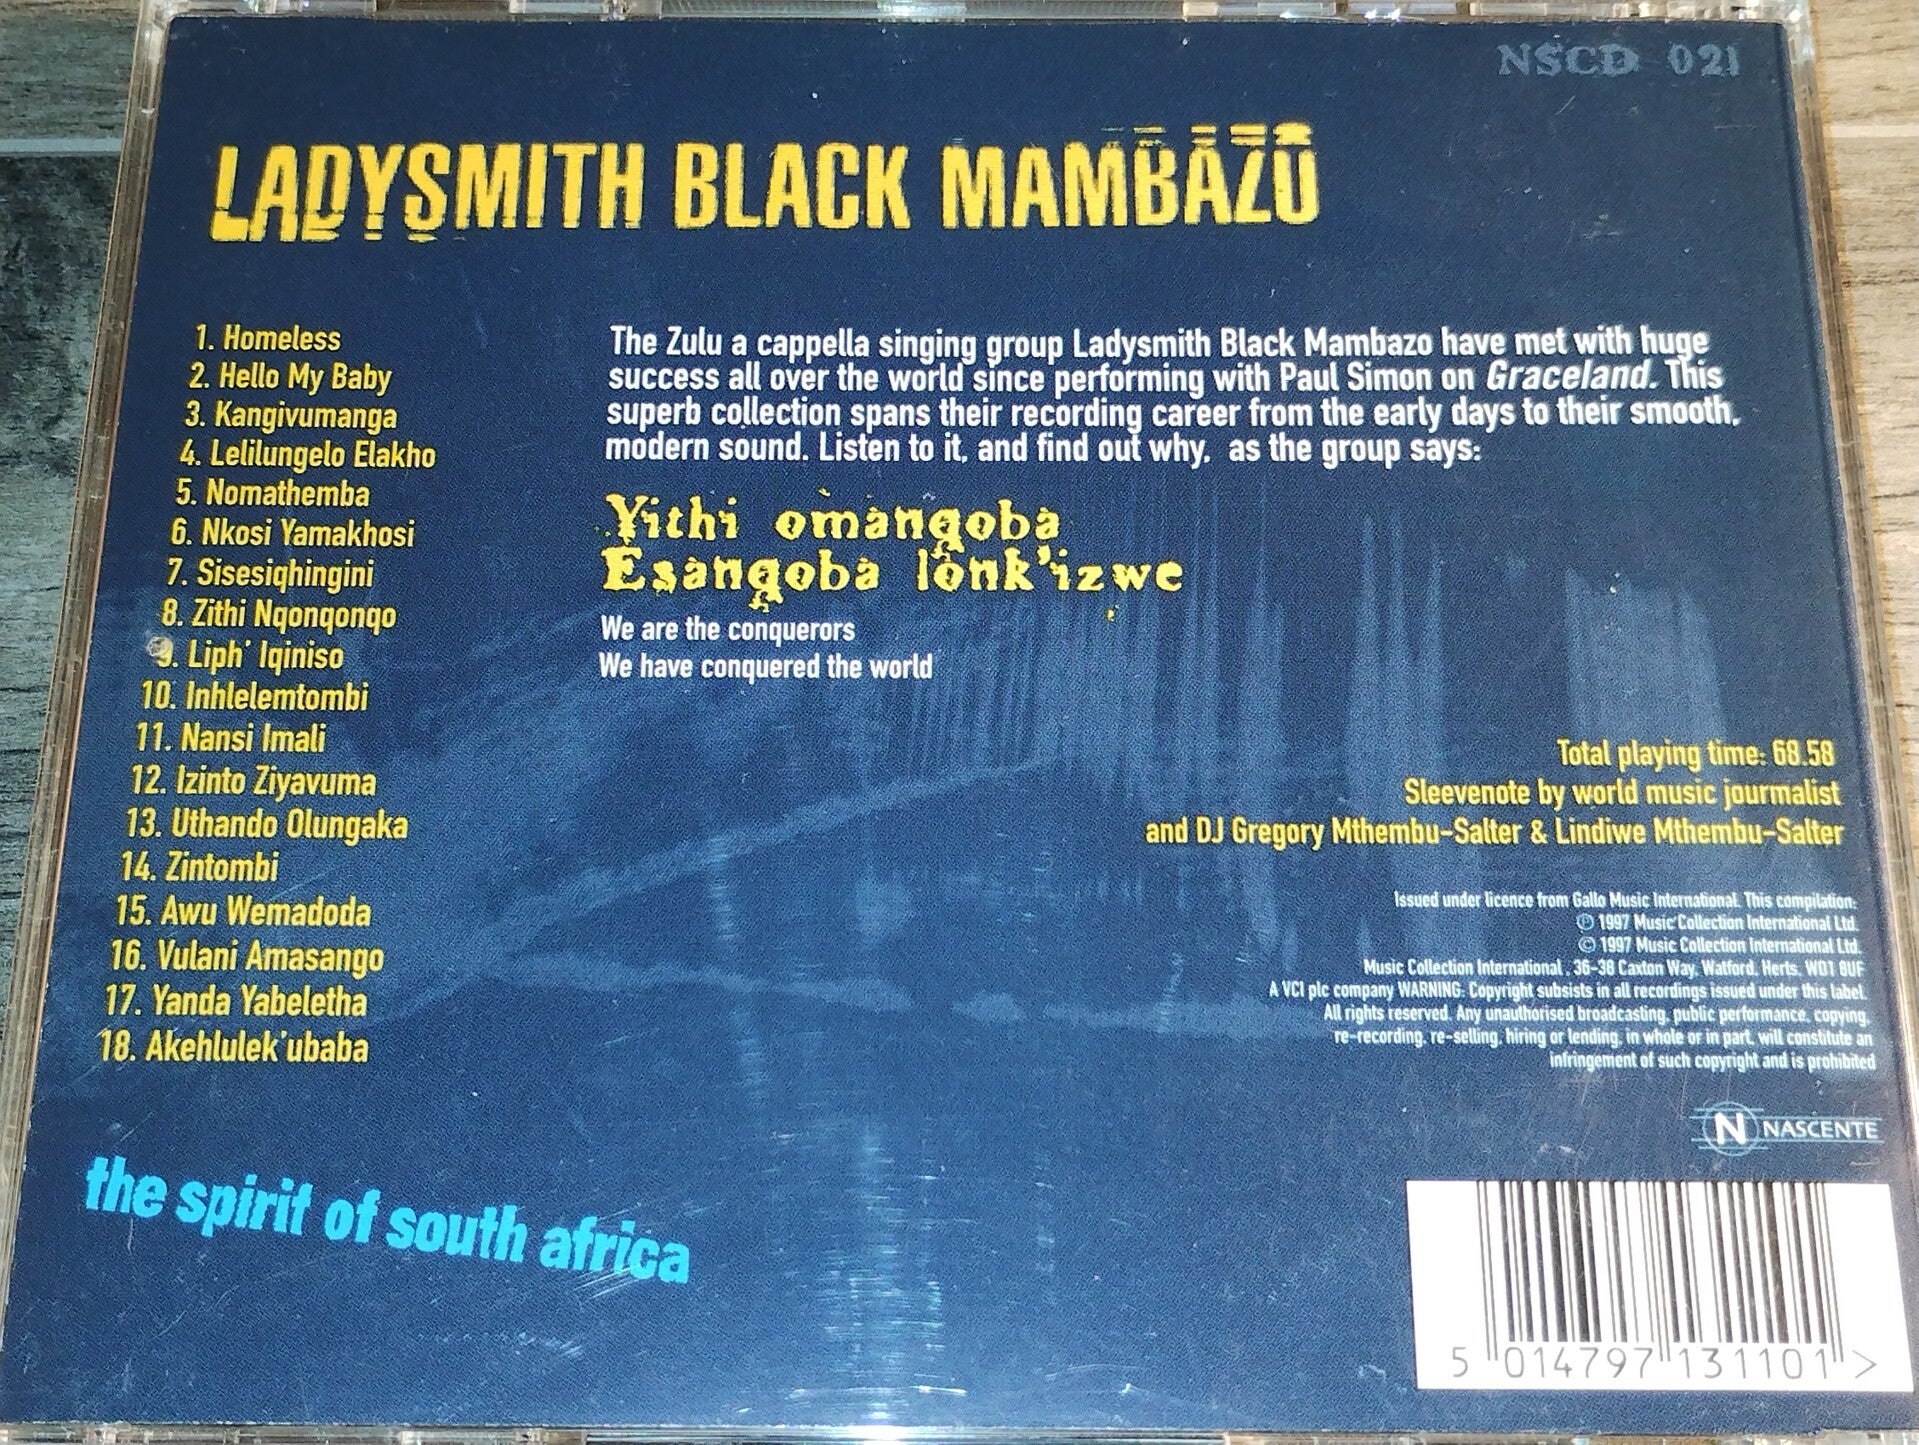 NSCD 021
LADYSMITH BLACK MAMBAZO
1. Homeless
2. Hello My Baby
3. Kangivumanga
4. Lelilungelo Elakho
5. Nomathemba
6. Nkosi Yamakhosi
7. Sisesiqhingini
8. Zithi Nqonqonqo
9. Liph' Iqiniso
10. Inhlelemtombi
11. Nansi Imali
12. Izinto Ziyavuma
13. Uthando Olungaka
14. Zintombi
15. Awu Wemadoda
16. Vulani Amasango
17. Yanda Yabeletha
18. Akehlulek'ubaba
The Zulu a cappella singing group Ladysmith Black Mambazo have met with huge
success all over the world since performing with Paul Simon on Graceland. This
superb collection spans their recording career from the early days to their smooth,
modern sound. Listen to it, and find out why, as the group says:
Yithi omanqoba
Esanqoba lonk'izwe
We are the conquerors
We have conquered the world
Total playing time: 68.58
Sleevenote by world music jourmalist
and DJ Gregory Mthembu-Salter & Lindiwe Mthembu-Salter
Issued under licence from Gallo Music International. This compilation:
℗ 1997 Music Collection International Ltd.
© 1997 Music Collection International Ltd.
Music Collection International , 36-38 Caxton Way, Watford, Herts, WD1 8UF
A VCI plc company WARNING: Copyright subsists in all recordings issued under this label.
All rights reserved. Any unauthorised broadcasting, public performance, copying,
re-recording, re-selling, hiring or lending, in whole or in part, will constitute an
infringement of such copyright and is prohibited
N NASCENTE
the spirit of south africa
5 014797 131101 >